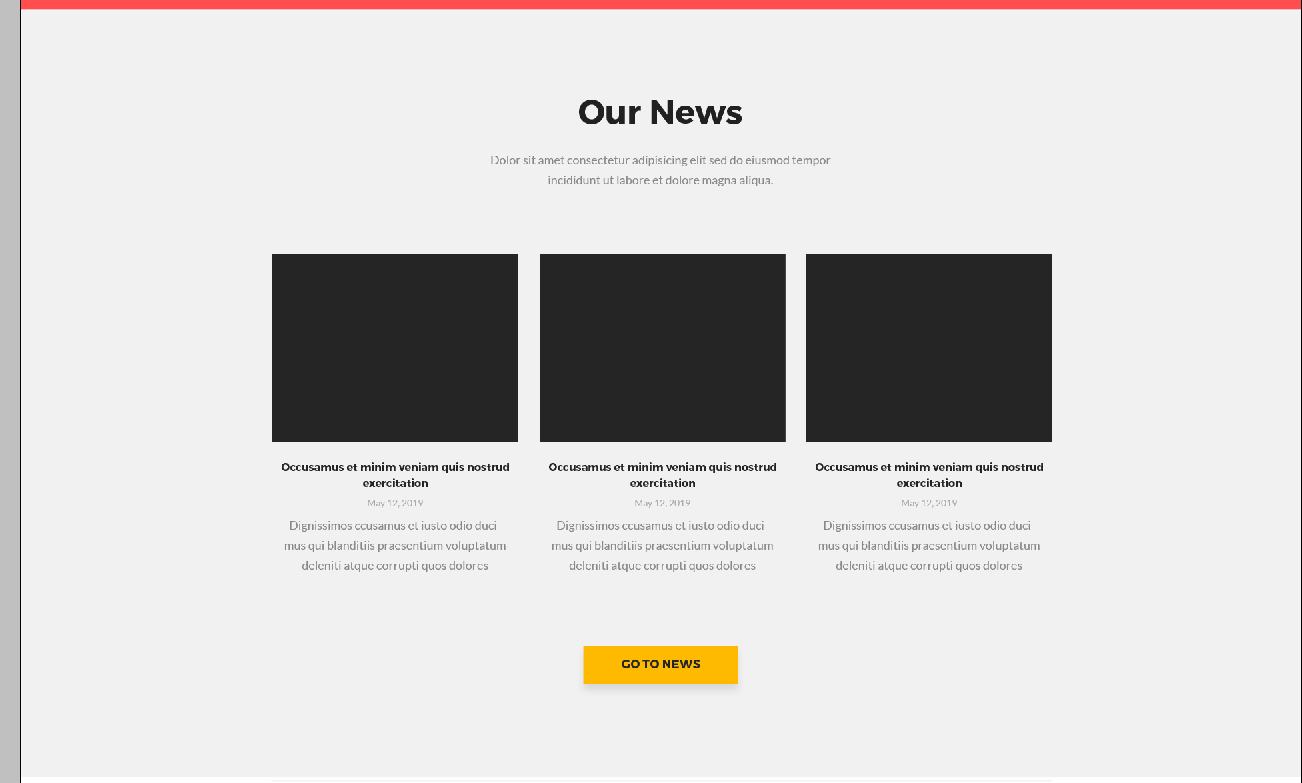 Our News
Dolor sit amet consectetur adipisicing elit sed do eiusmod tempor
incididunt ut labore et dolore magna aliqua.
Occusamus et minim veniam quis nostrud
exercitation
May 12, 2019
Dignissimos ccusamus et iusto odio duci
mus qui blanditiis praesentium voluptatum
deleniti atque corrupti quos dolores
Occusamus et minim veniam quis nostrud
exercitation
May 12, 2019
Dignissimos ccusamus et iusto odio duci
mus qui blanditiis praesentium voluptatum
deleniti atque corrupti quos dolores
Occusamus et minim veniam quis nostrud
exercitation
May 12, 2019
Dignissimos ccusamus et iusto odio duci
mus qui blanditiis praesentium voluptatum
deleniti atque corrupti quos dolores
GO TO NEWS